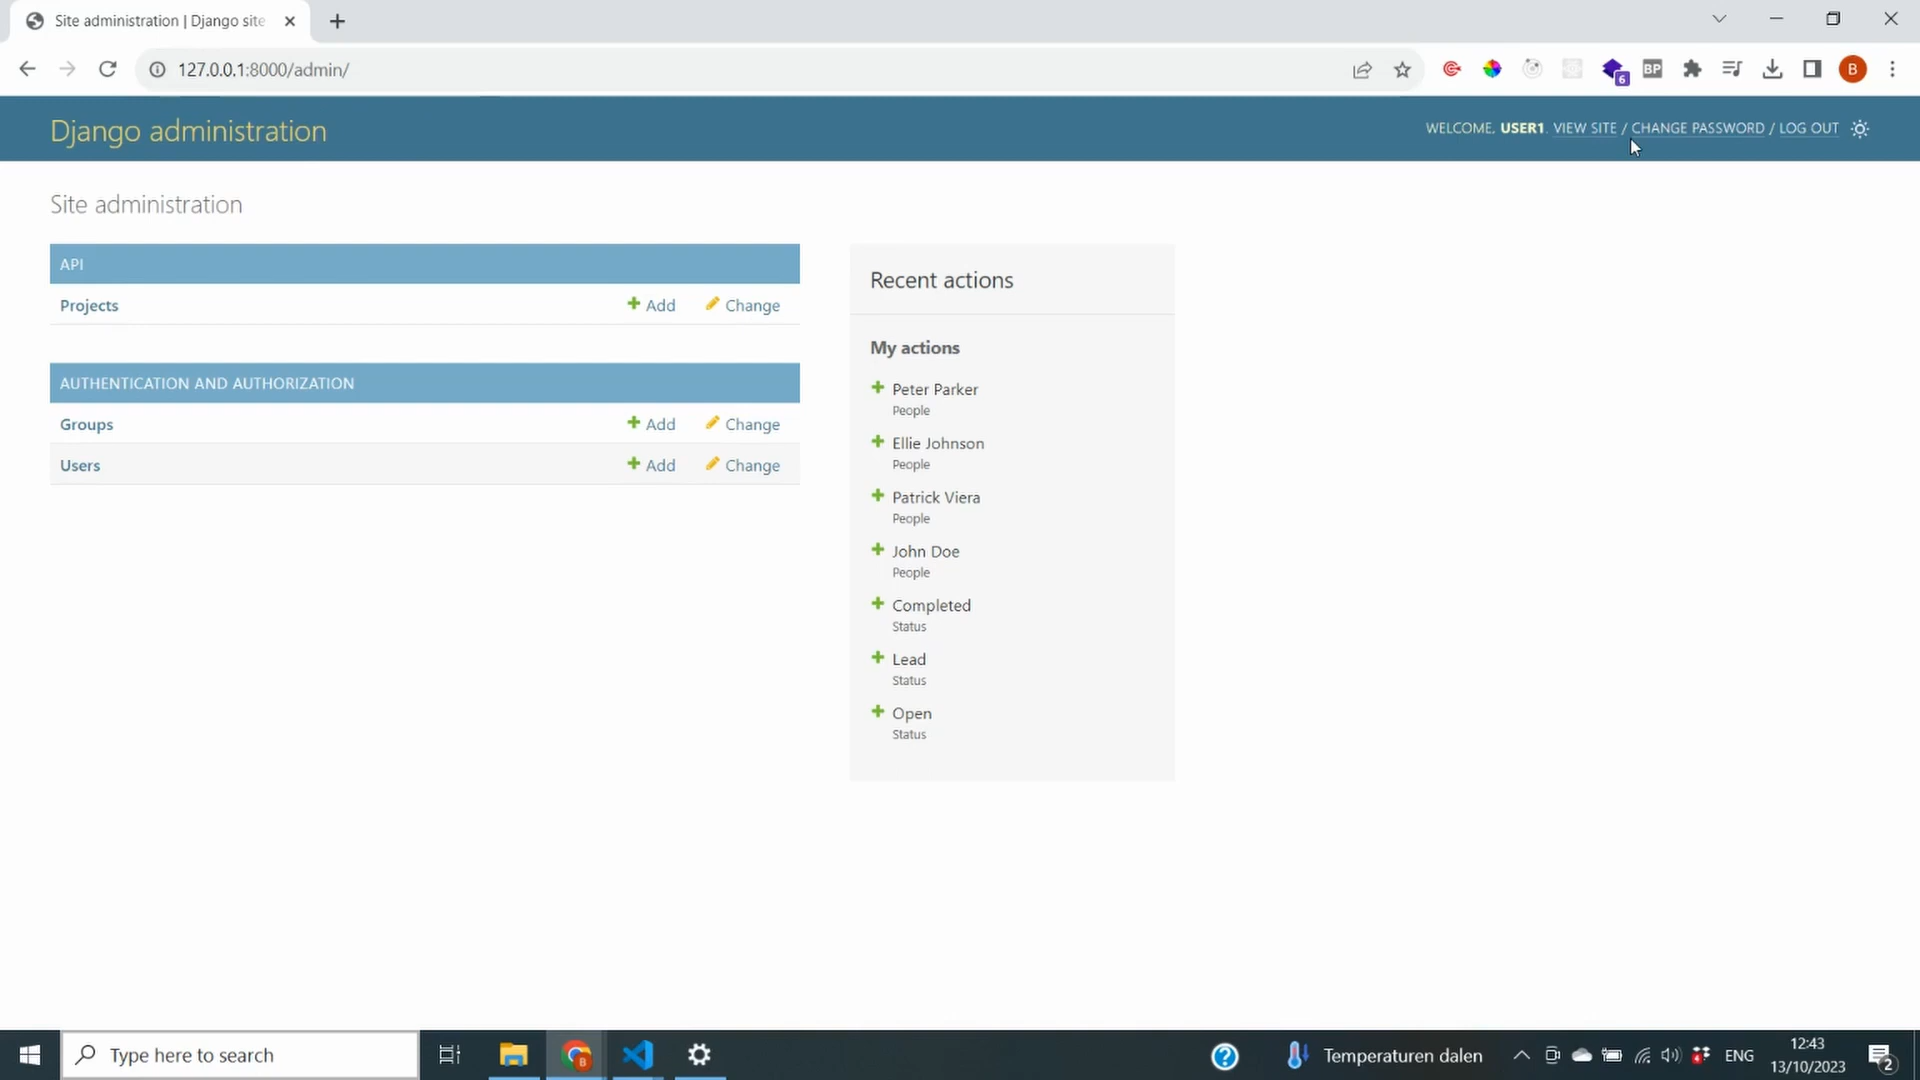 Site administration | Django site
127.0.0.1:8000/admin/
6
BP
B
Django administration
WELCOME, USER1. VIEW SITE / CHANGE PASSWORD / LOG OUT
Site administration
API
Projects
Add
Change
AUTHENTICATION AND AUTHORIZATION
Groups
Add
Change
Users
Add
Change
Recent actions
My actions
Peter Parker
People
Ellie Johnson
People
Patrick Viera
People
John Doe
People
Completed
Status
Lead
Status
Open
Status
Type here to search
B
Temperaturen dalen
ENG
12:43
13/10/2023
2